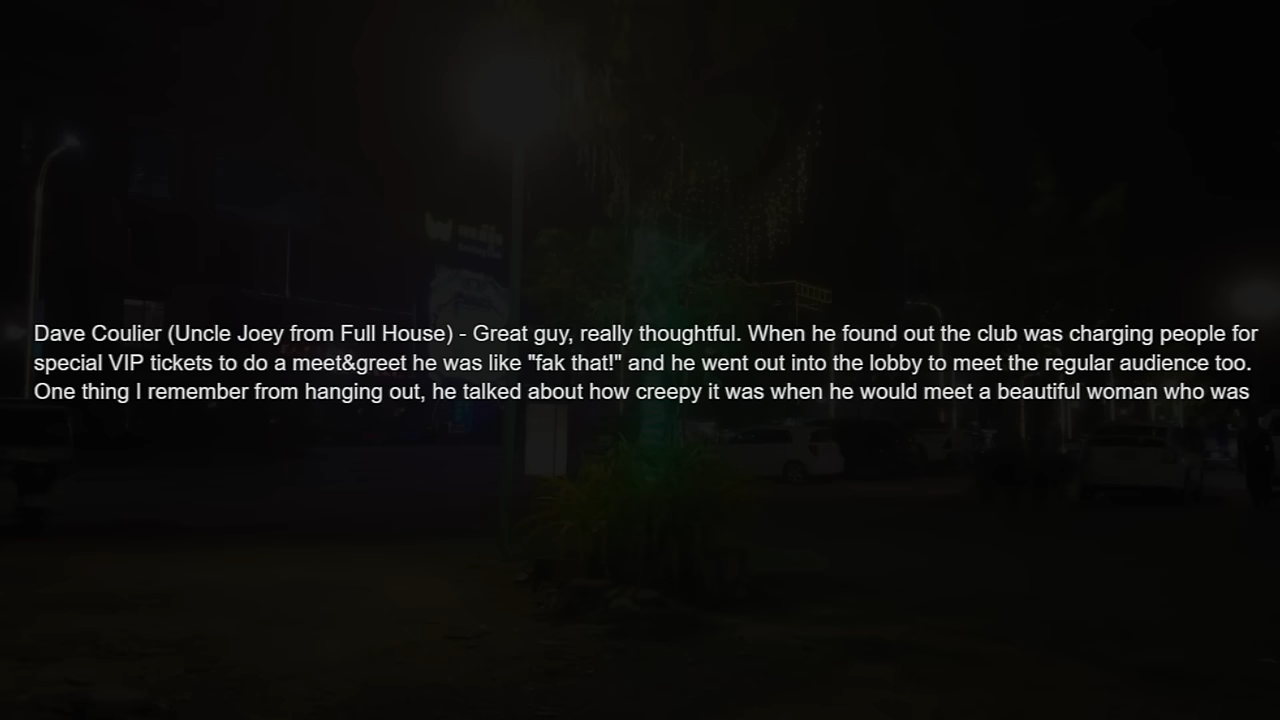 Dave Coulier (Uncle Joey from Full House) - Great guy, really thoughtful. When he found out the club was charging people for
special VIP tickets to do a meet&greet he was like "fak that!" and he went out into the lobby to meet the regular audience too.
One thing I remember from hanging out, he talked about how creepy it was when he would meet a beautiful woman who was